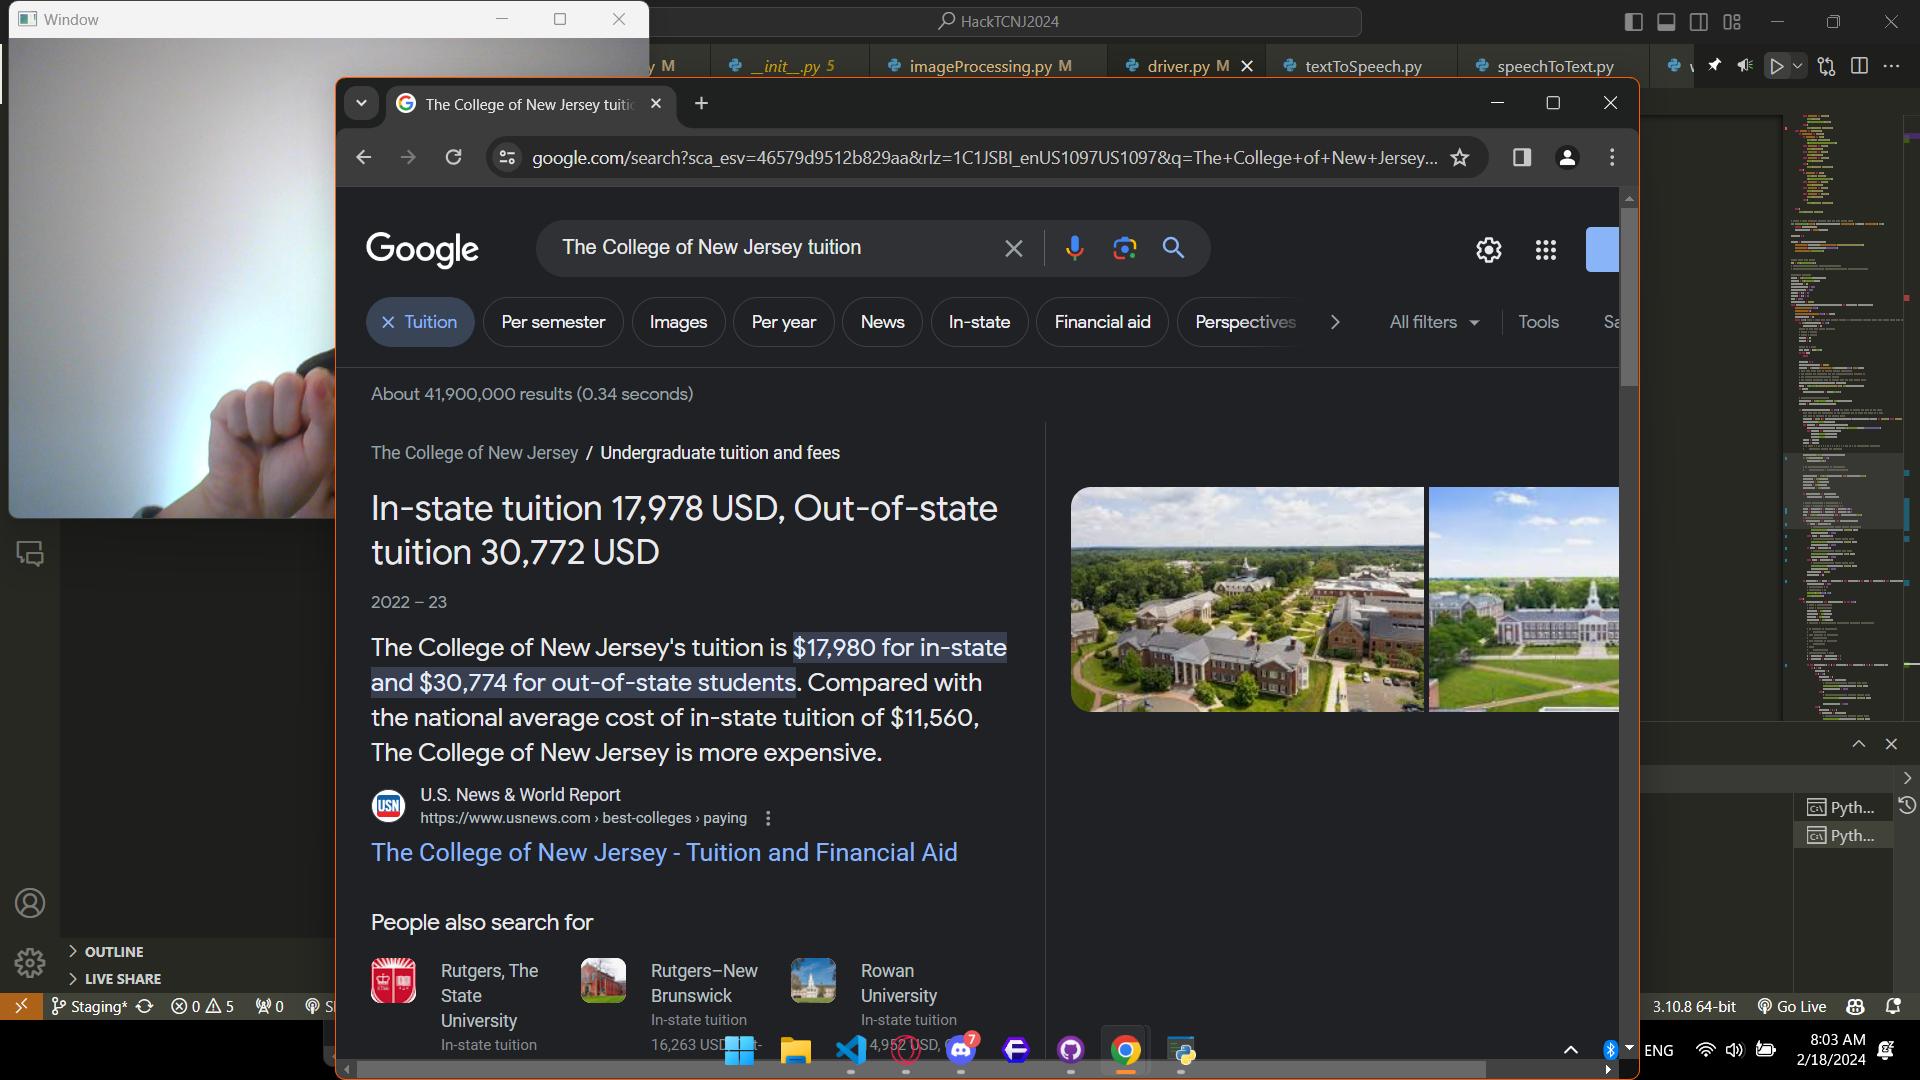 Window
HackTCNJ2024
y M
__init__.py 5
imageProcessing.py M
driver.py M
textToSpeech.py
speechToText.py
The College of New Jersey tuitic
google.com/search?sca_esv=46579d9512b829aa&rlz=1C1JSBI_enUS1097US1097&q=The+College+of+New+Jersey...
Google
The College of New Jersey tuition
Tuition
Per semester
Images
Per year
News
In-state
Financial aid
Perspectives
All filters
Tools
Sa
About 41,900,000 results (0.34 seconds)
The College of New Jersey / Undergraduate tuition and fees
In-state tuition 17,978 USD, Out-of-state
tuition 30,772 USD
2022 – 23
The College of New Jersey's tuition is $17,980 for in-state
and $30,774 for out-of-state students. Compared with
the national average cost of in-state tuition of $11,560,
The College of New Jersey is more expensive.
USN
U.S. News & World Report
https://www.usnews.com › best-colleges › paying
The College of New Jersey - Tuition and Financial Aid
People also search for
Rutgers, The
State
University
In-state tuition
Rutgers–New
Brunswick
In-state tuition
16,263 USD
Rowan
University
In-state tuition
4,952 USD,
Pyth...
Pyth...
OUTLINE
LIVE SHARE
Staging*
0
5
0
3.10.8 64-bit
Go Live
7
ENG
8:03 AM
2/18/2024